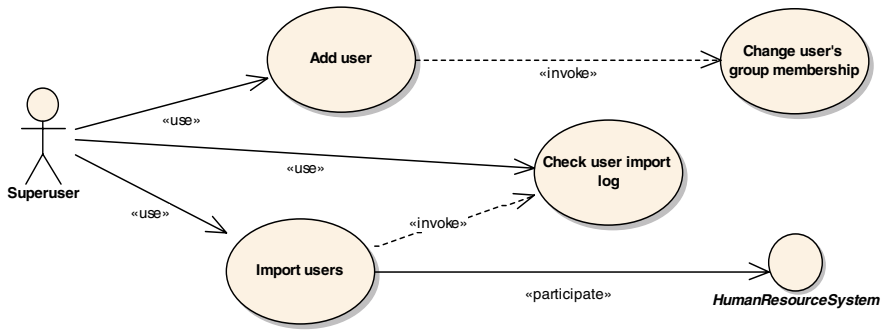 Add user
«invoke»
Change user's
group membership
«use»
Superuser
«use»
Check user import
log
«use»
«invoke»
Import users
«participate»
HumanResourceSystem